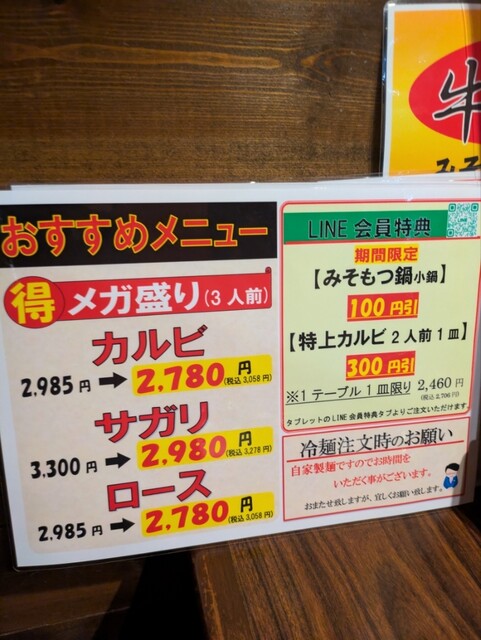 牛
みそ
おすすめメニュー
得 メガ盛り(3人前)
カルビ
2,985円 → 2,780円
(税込3,058円)
サガリ
3,300円 → 2,980円
(税込3,278円)
ロース
2,985円 → 2,780円
(税込3,058円)
LINE 会員特典
期間限定
【みそもつ鍋小鍋】
100円引
【特上カルビ2人前1皿】
300円引
※1テーブル1皿限り 2,460円
(税込2,706円)
タブレットのLINE会員特典タブよりご注文いただけます。
冷麺注文時のお願い
自家製麺ですのでお時間を
いただく事がございます。
おまたせ致しますが、宜しくお願い致します。